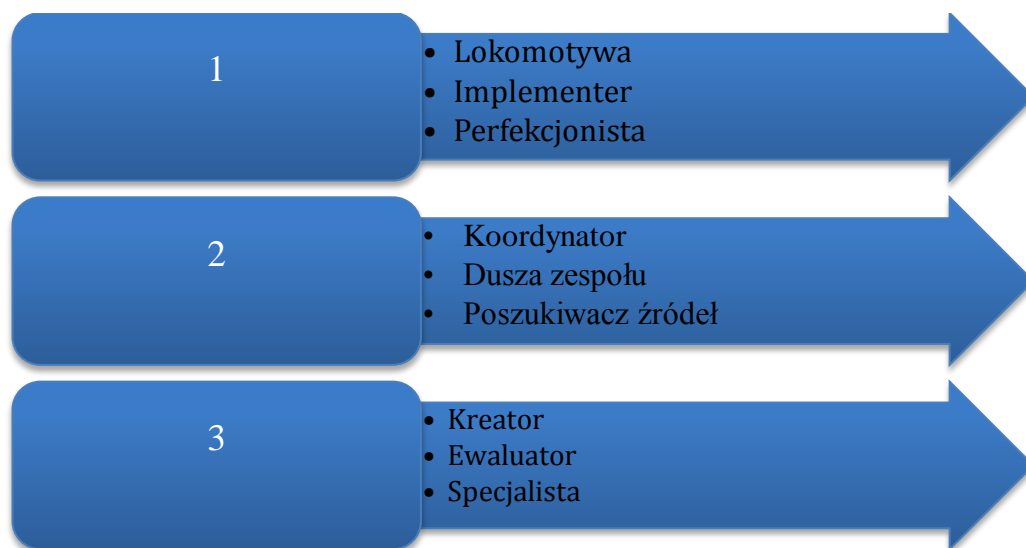 1
• Lokomotywa
• Implementer
• Perfekcjonista
2
• Koordynator
• Dusza zespołu
• Poszukiwacz źródeł
3
• Kreator
• Ewaluator
• Specjalista